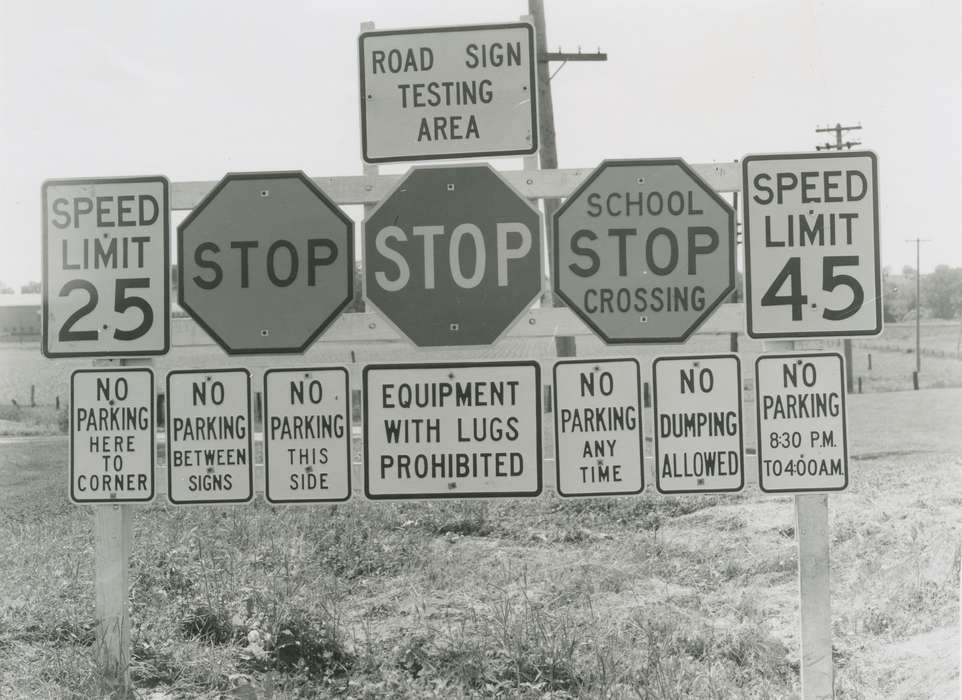 ROAD SIGN
TESTING
AREA
SPEED
LIMIT
25
STOP
STOP
SCHOOL
STOP
CROSSING
SPEED
LIMIT
45
NO
PARKING
HERE
TO
CORNER
NO
PARKING
BETWEEN
SIGNS
NO
PARKING
THIS
SIDE
EQUIPMENT
WITH LUGS
PROHIBITED
NO
PARKING
ANY
TIME
NO
DUMPING
ALLOWED
NO
PARKING
8:30 P.M.
TO 4:00 A.M.